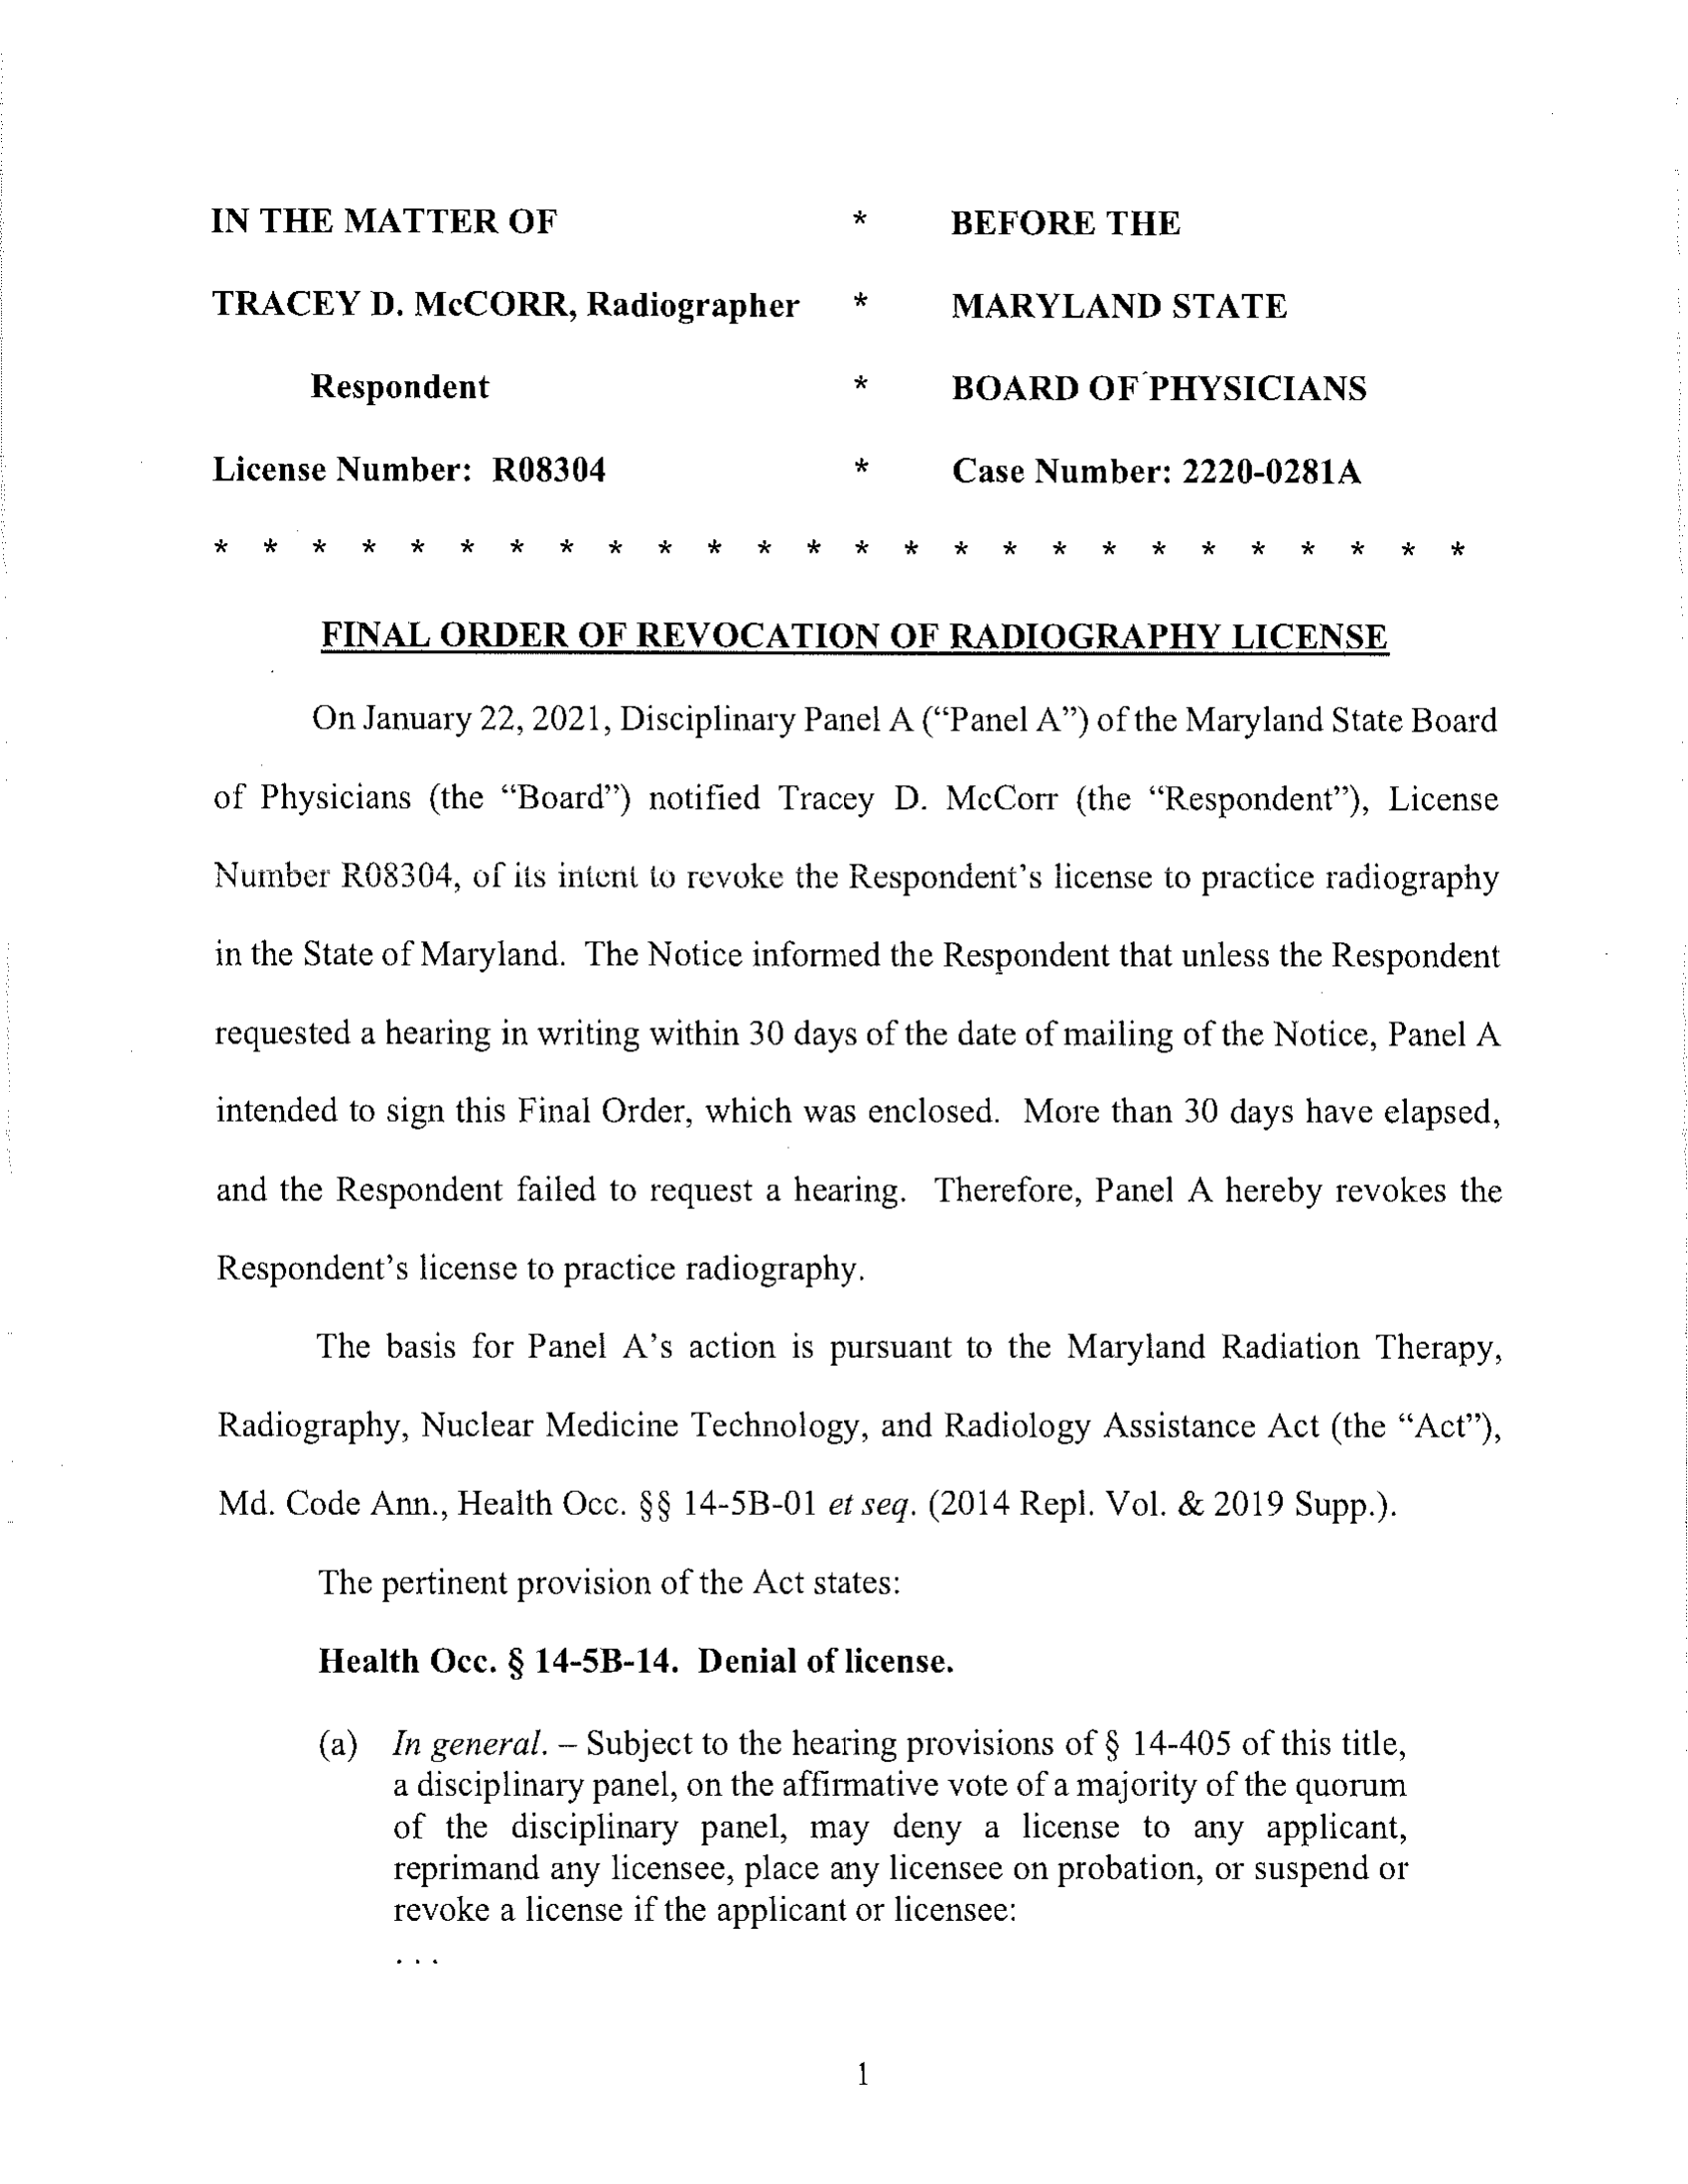 IN THE MATTER OF * BEFORE THE
TRACEY D. McCORR, Radiographer * MARYLAND STATE
Respondent * BOARD OF PHYSICIANS
License Number: R08304 * Case Number: 2220-0281A
* * * * * * * * * * * * * * * * * * * * * * * * * *
FINAL ORDER OF REVOCATION OF RADIOGRAPHY LICENSE
On January 22, 2021, Disciplinary Panel A (“Panel A”) of the Maryland State Board
of Physicians (the “Board”) notified Tracey D. McCorr (the “Respondent”), License
Number R08304, of its intent to revoke the Respondent’s license to practice radiography
in the State of Maryland. The Notice informed the Respondent that unless the Respondent
requested a hearing in writing within 30 days of the date of mailing of the Notice, Panel A
intended to sign this Final Order, which was enclosed. More than 30 days have elapsed,
and the Respondent failed to request a hearing. Therefore, Panel A hereby revokes the
Respondent’s license to practice radiography.
The basis for Panel A’s action is pursuant to the Maryland Radiation Therapy,
Radiography, Nuclear Medicine Technology, and Radiology Assistance Act (the “Act”),
Md. Code Ann., Health Occ. §§ 14-5B-01 et seq. (2014 Repl. Vol. & 2019 Supp.).
The pertinent provision of the Act states:
Health Occ. § 14-5B-14. Denial of license.
(a) In general. – Subject to the hearing provisions of § 14-405 of this title,
a disciplinary panel, on the affirmative vote of a majority of the quorum
of the disciplinary panel, may deny a license to any applicant,
reprimand any licensee, place any licensee on probation, or suspend or
revoke a license if the applicant or licensee:
. . .
1